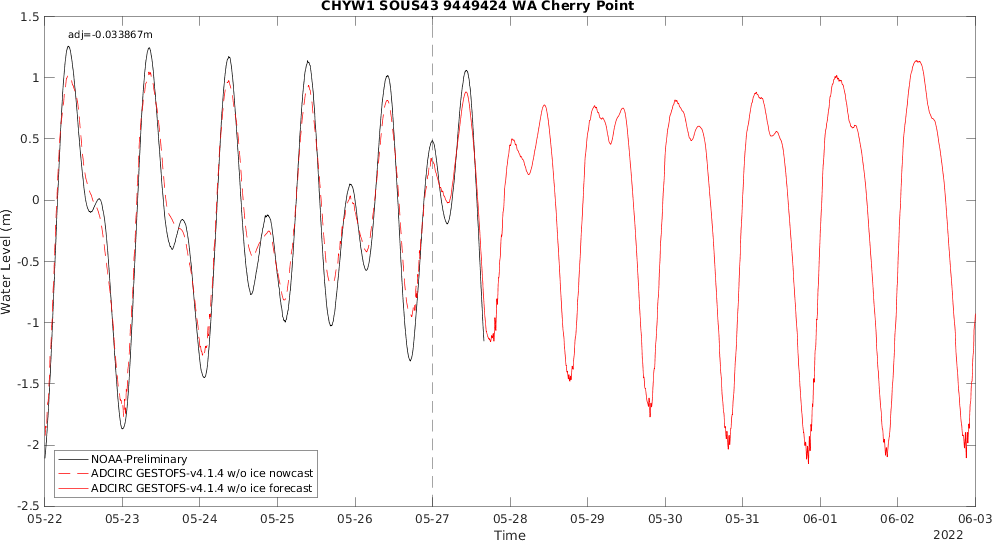 CHYW1 SOUS43 9449424 WA Cherry Point
adj=-0.033867m
1.5
1
0.5
0
-0.5
-1
-1.5
-2
-2.5
Water Level (m)
NOAA-Preliminary
ADCIRC GESTOFS-v4.1.4 w/o ice nowcast
ADCIRC GESTOFS-v4.1.4 w/o ice forecast
05-22 05-23 05-24 05-25 05-26 05-27 05-28 05-29 05-30 05-31 06-01 06-02 06-03
Time
2022